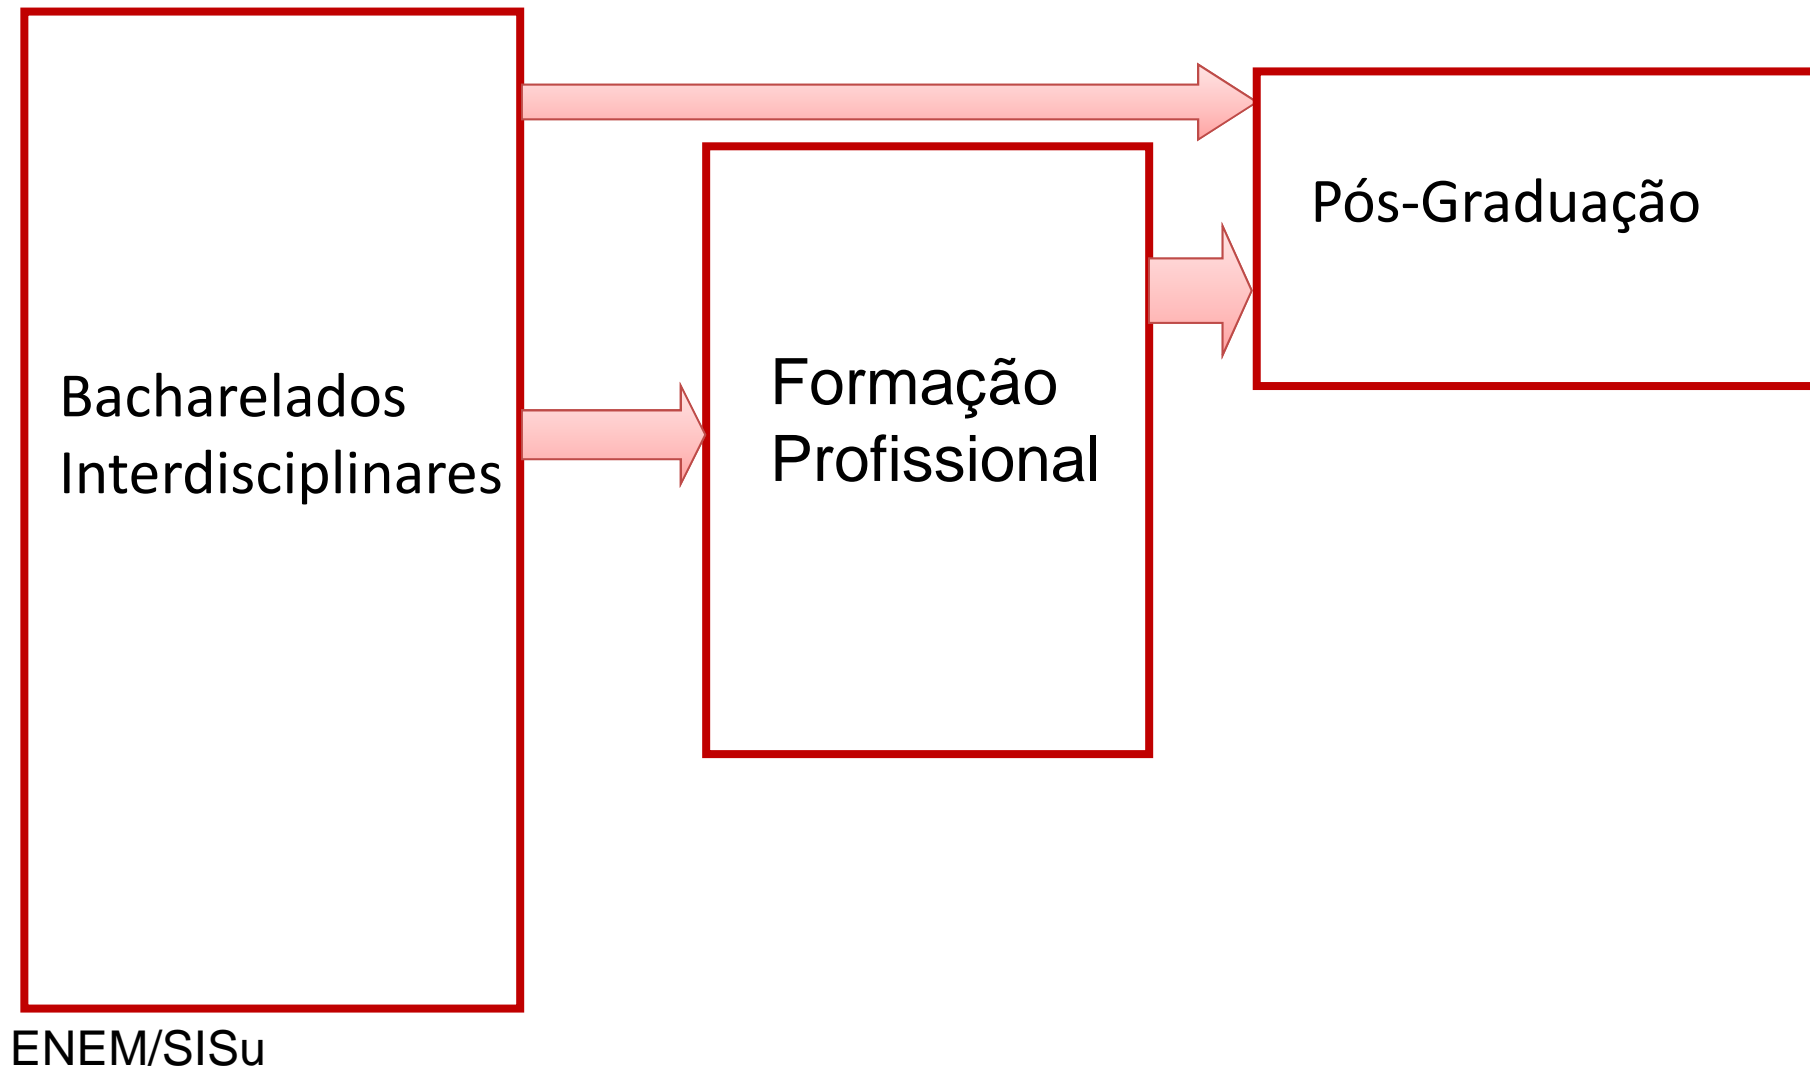 Bacharelados
Interdisciplinares
Formação
Profissional
Pós-Graduação
ENEM/SISu